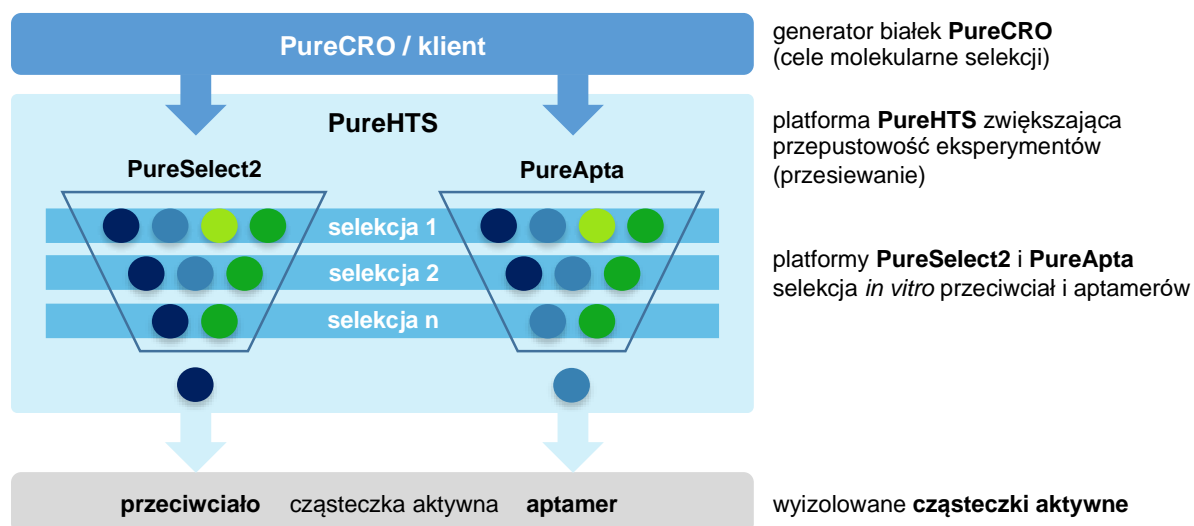 PureCRO / klient
generator białek PureCRO
(cele molekularne selekcji)
PureHTS
platforma PureHTS zwiększająca
przepustowość eksperymentów
(przesiewanie)
PureSelect2
PureApta
selekcja 1
selekcja 2
selekcja n
platformy PureSelect2 i PureApta
selekcja in vitro przeciwciał i aptamerów
przeciwciało cząsteczka aktywna aptamer
wyizolowane cząsteczki aktywne